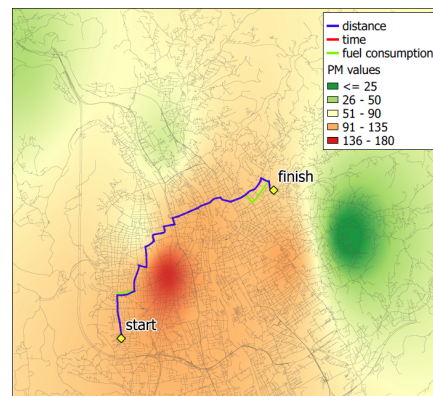 distance
time
fuel consumption
PM values
<= 25
26 - 50
51 - 90
91 - 135
136 - 180
finish
start